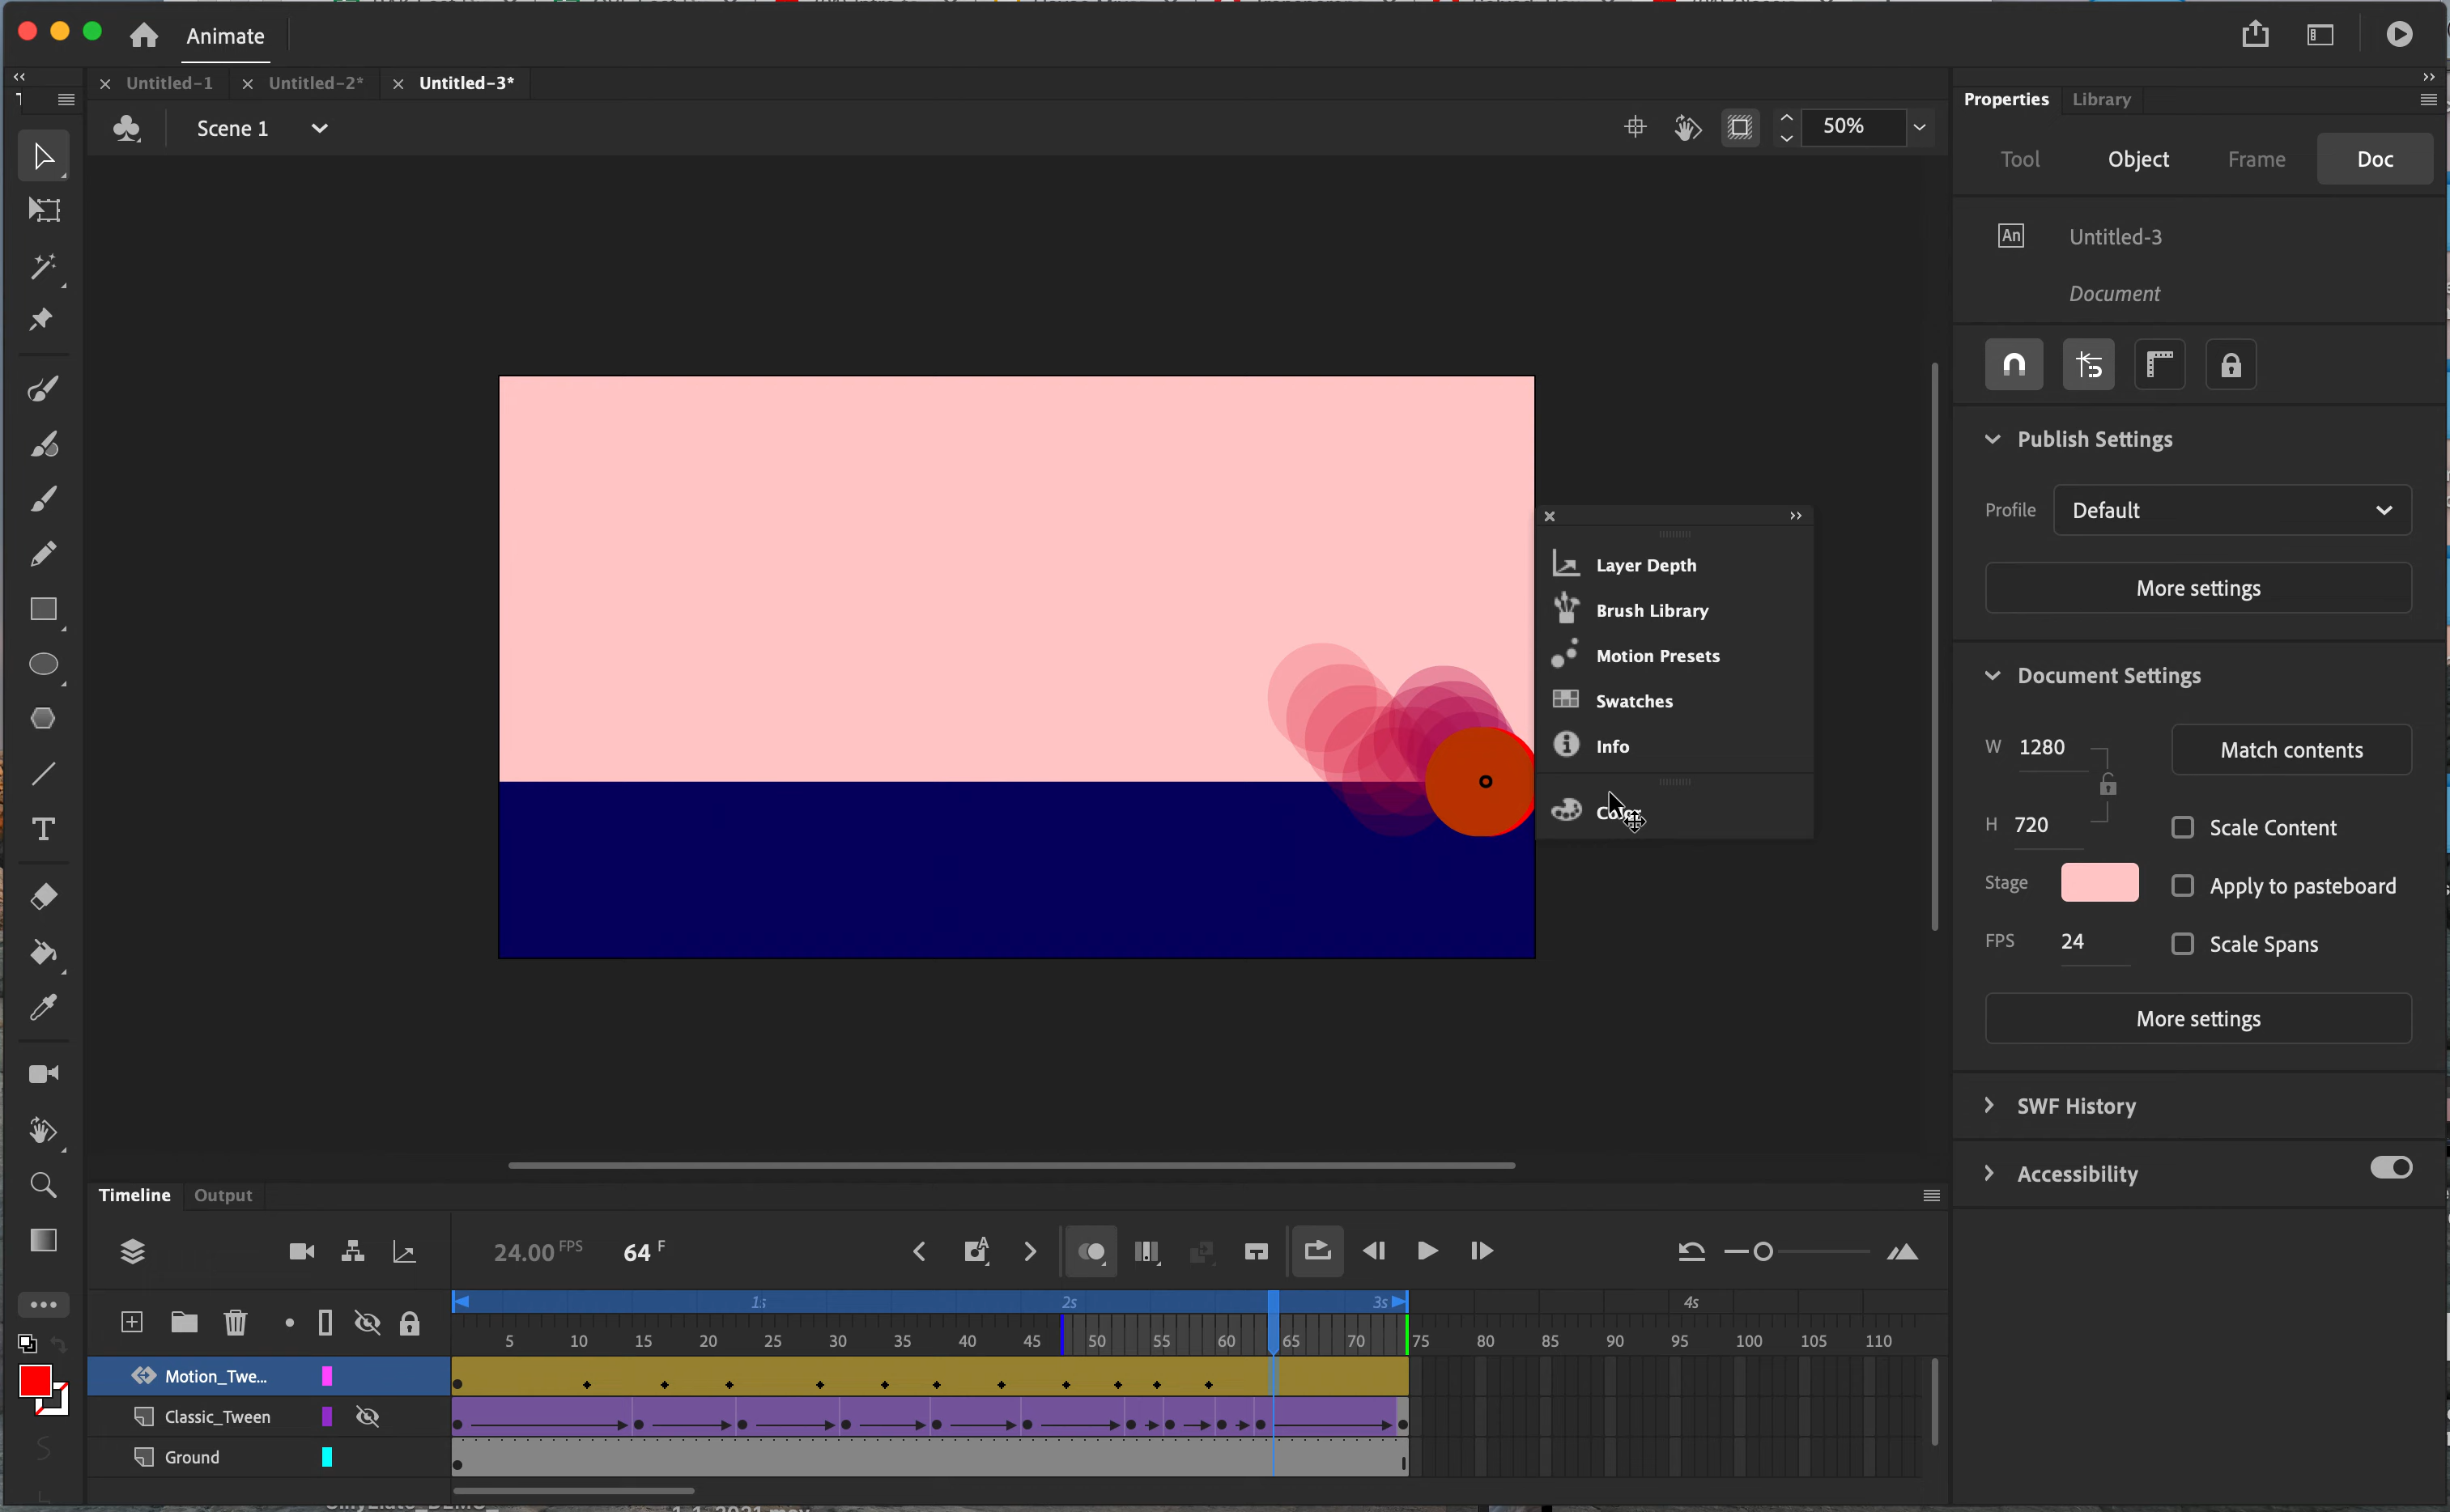 Animate
Untitled-1
Untitled-2*
Untitled-3*
Scene 1
50%
Properties
Library
Tool
Object
Frame
Doc
An
Untitled-3
Document
Publish Settings
Profile
Default
More settings
Document Settings
W 1280
Match contents
H 720
Scale Content
Stage
Apply to pasteboard
FPS 24
Scale Spans
More settings
SWF History
Accessibility
Layer Depth
Brush Library
Motion Presets
Swatches
Info
Timeline
Output
24.00 FPS
64 F
1s 2s 3s 4s
5 10 15 20 25 30 35 40 45 50 55 60 65 70 75 80 85 90 95 100 105 110
Motion_Twe...
Classic_Tween
Ground